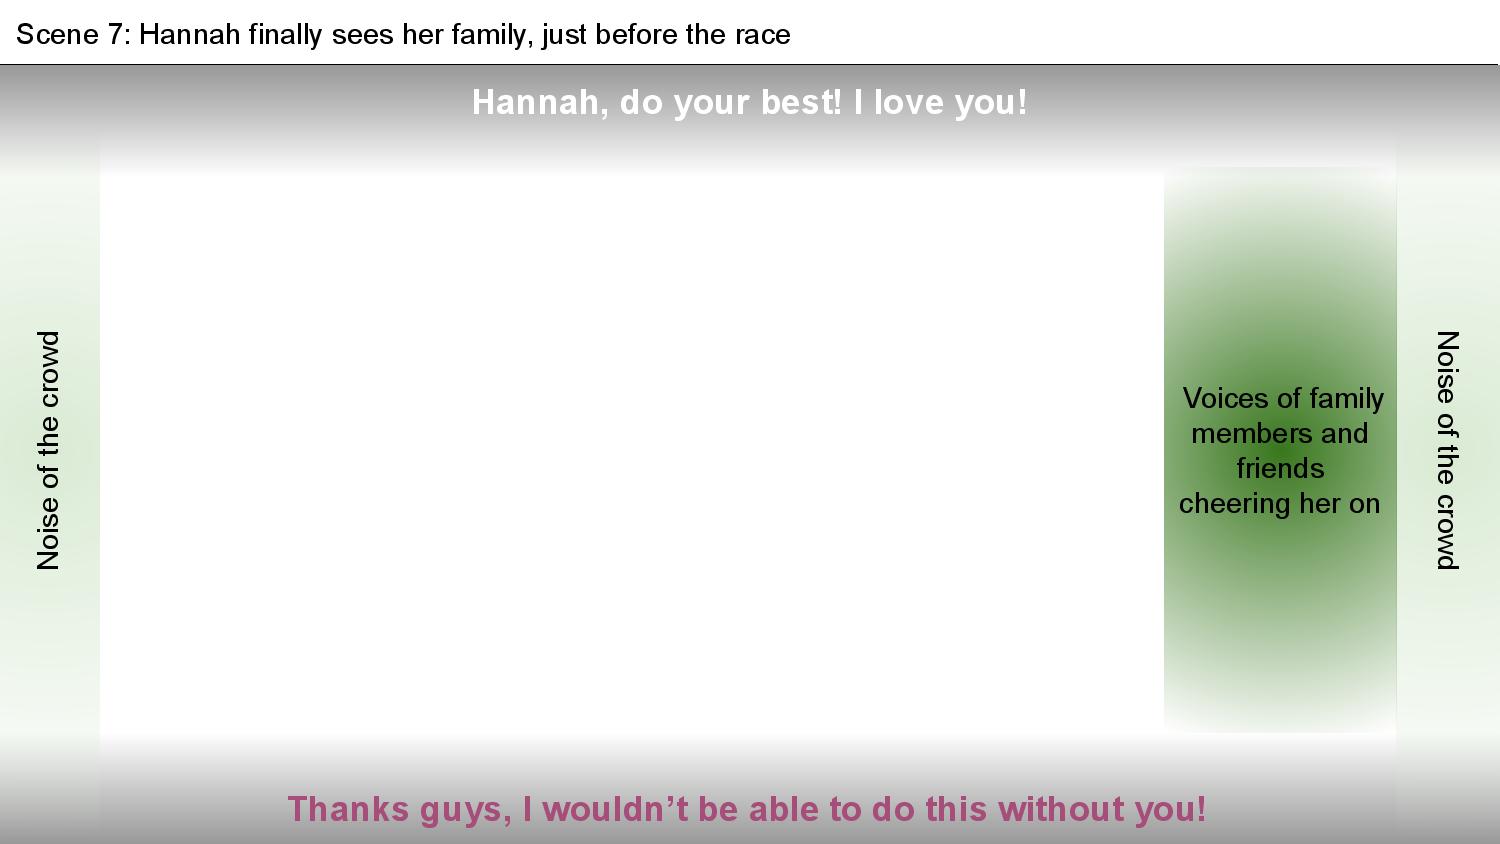 Scene 7: Hannah finally sees her family, just before the race
Hannah, do your best! I love you!
Noise of the crowd
Voices of family
members and
friends
cheering her on
Noise of the crowd
Thanks guys, I wouldn’t be able to do this without you!